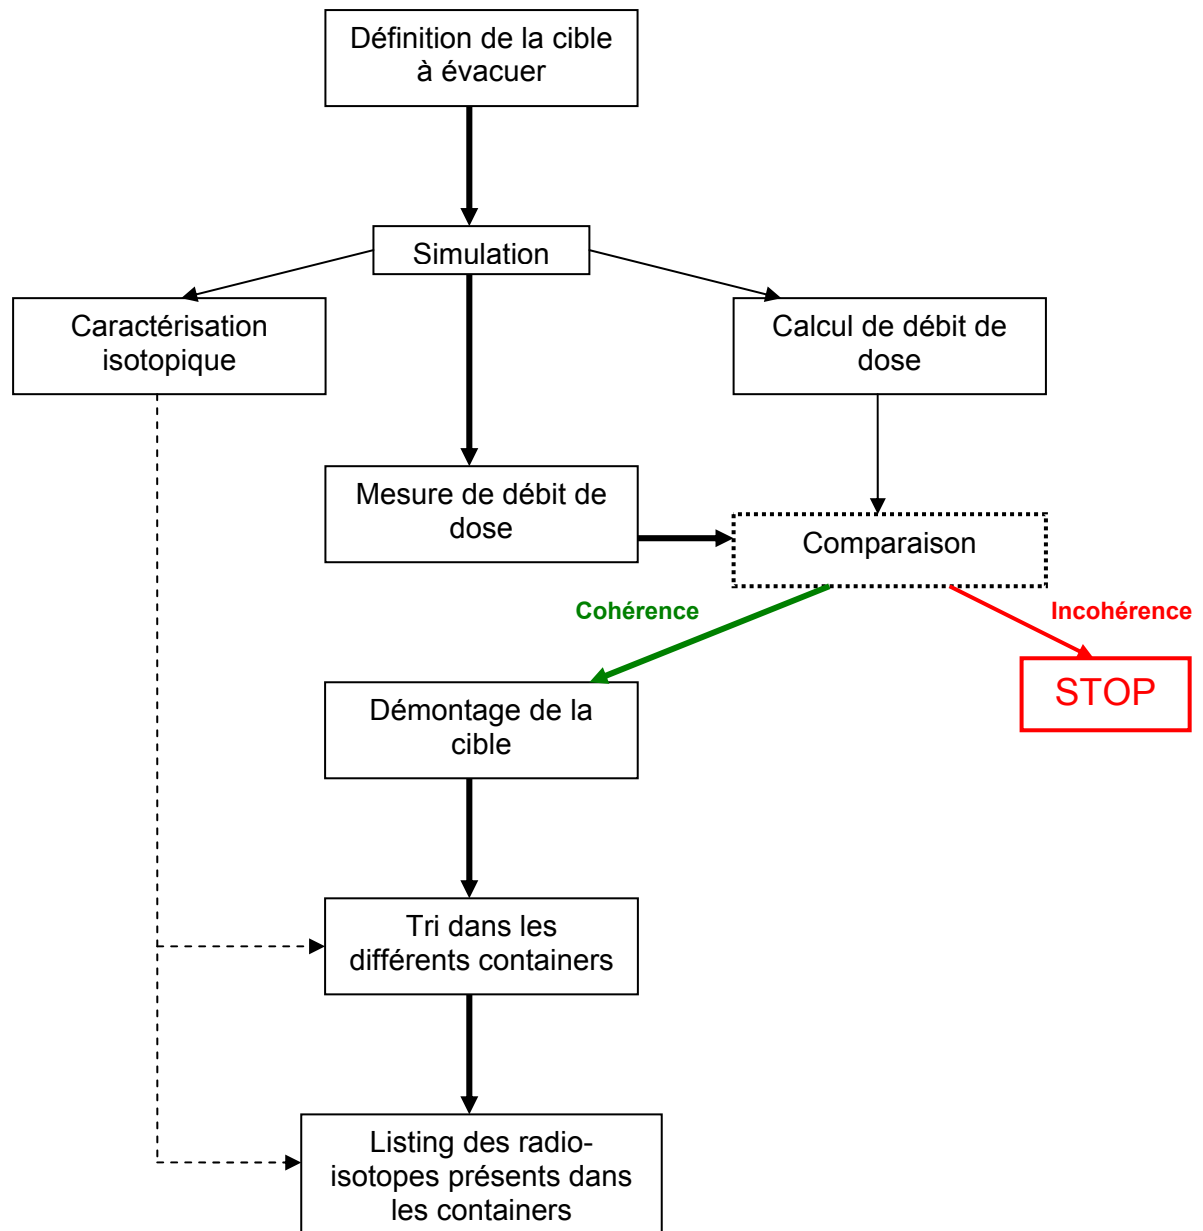 Définition de la cible
à évacuer
Simulation
Caractérisation
isotopique
Calcul de débit de
dose
Mesure de débit de
dose
Comparaison
Cohérence
Incohérence
STOP
Démontage de la
cible
Tri dans les
différents containers
Listing des radio-
isotopes présents dans
les containers